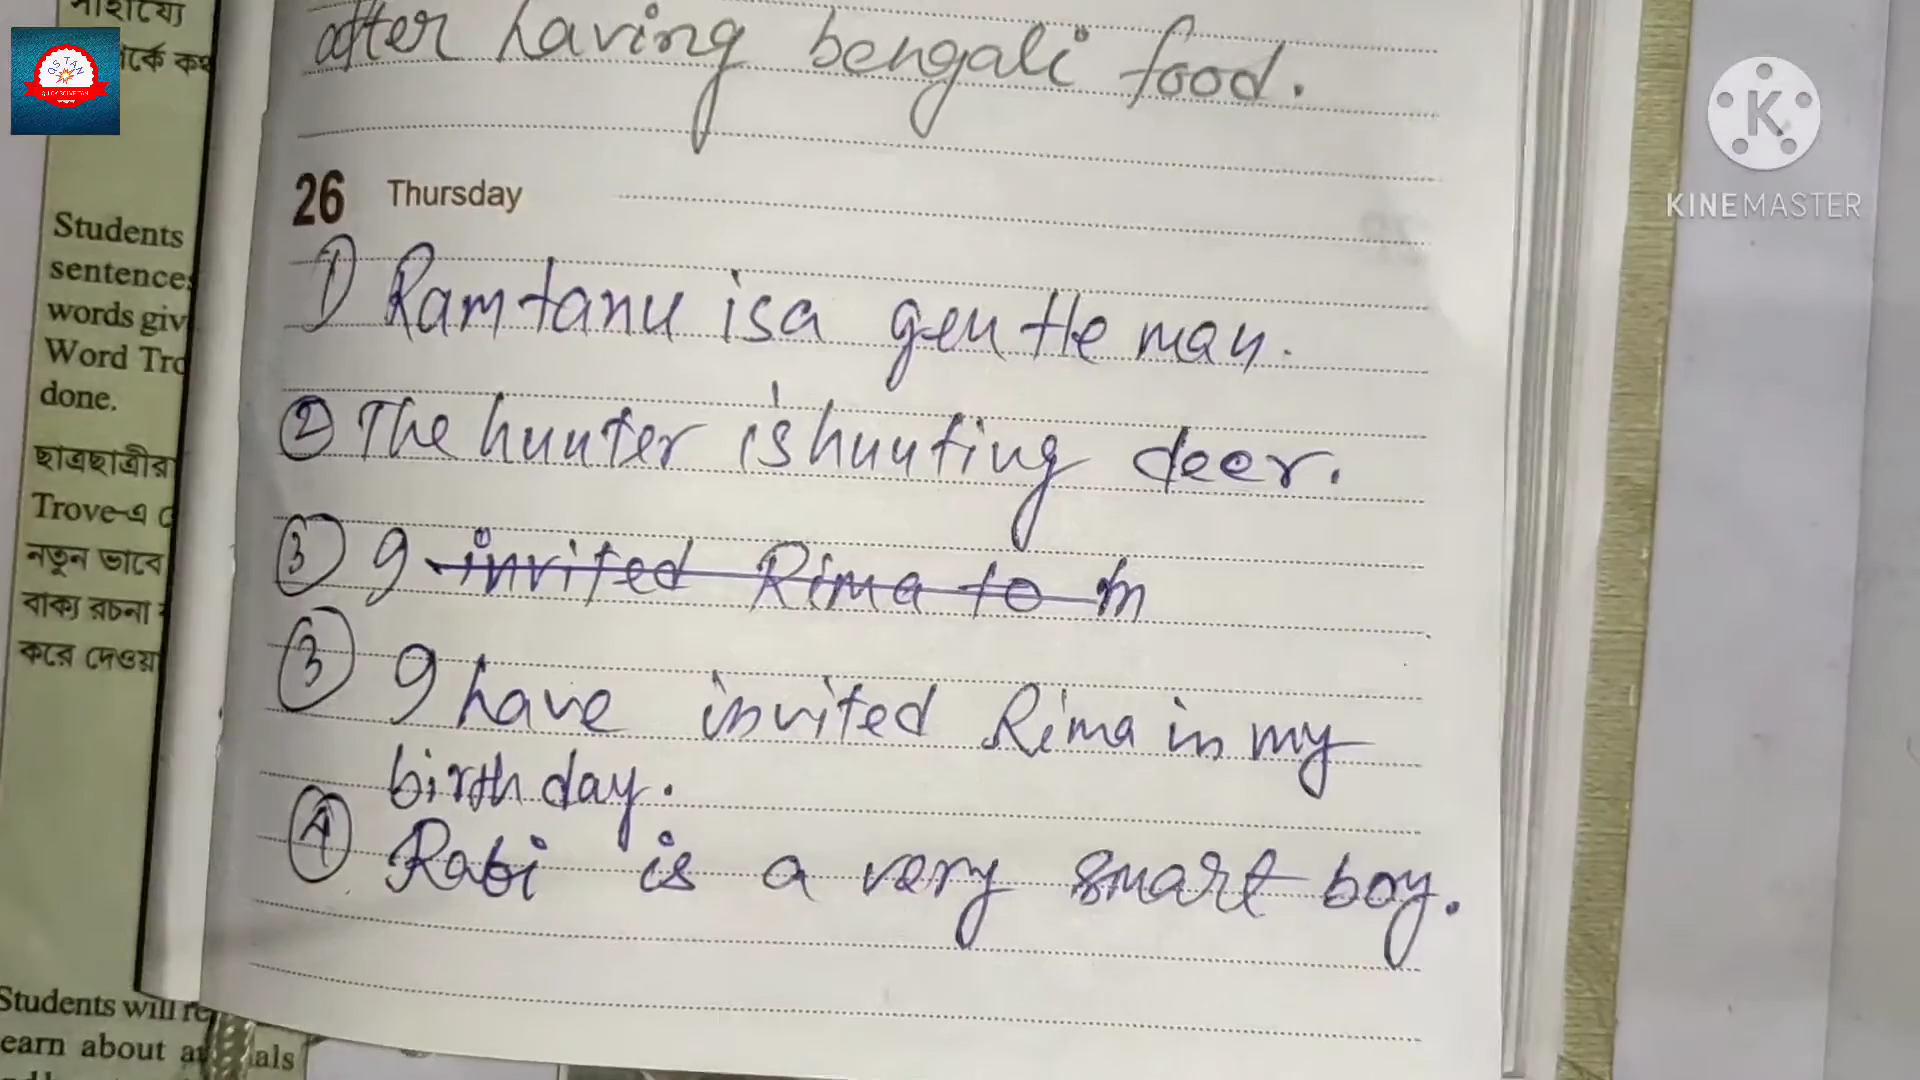 সাহায্যে
র্কে
after having bengali food.
26 Thursday
① Ramtanu is a gentleman.
② The hunter is hunting deer.
③ I invited Rima to m
③ I have invited Rima in my
birthday.
④ Rabi is a very smart boy.
Students
sentences
words giv
Word Tro
done.
ছাত্রছাত্রীর
Trove-এ
নতুন ভাবে
বাক্য রচনা
করে দেওয়া
Students will re
earn about a als
K
KINEMASTER